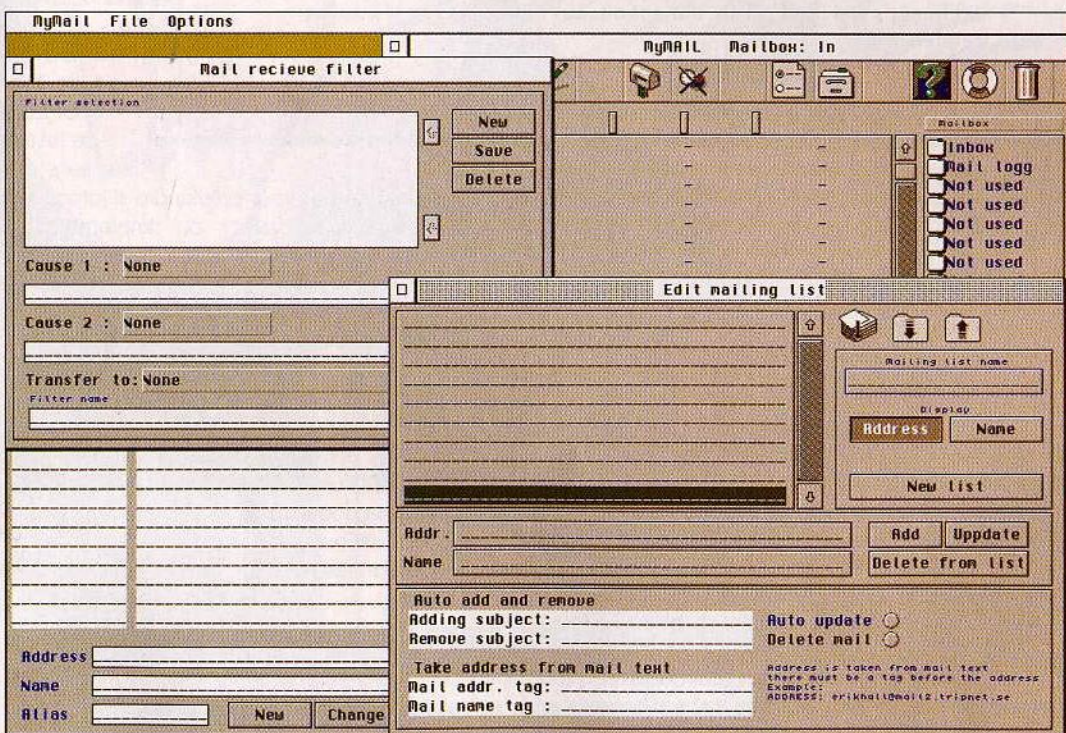 MyMail File Options
MyMAIL Mailbox: In
Mail recieve filter
Filter selection
New
Save
Delete
Cause 1 : None
Cause 2 : None
Transfer to: None
Filter name
Mailbox
Inbox
Mail logg
Not used
Not used
Not used
Not used
Not used
Edit mailing list
Mailing list name
Display
Address Name
New list
Addr.
Add Uppdate
Name
Delete from list
Auto add and remove
Adding subject:
Remove subject:
Auto update
Delete mail
Take address from mail text
Mail addr. tag:
Mail name tag :
Address is taken from mail text
there must be a tag before the address
Example:
ADDRESS: erikhall@mail2.tripnet.se
Address
Name
Alias
New Change